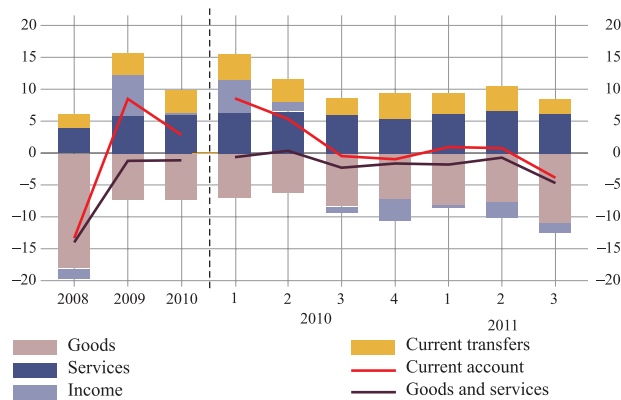 20 20
15 15
10 10
5 5
0 0
−5 −5
−10 −10
−15 −15
−20 −20
2008 2009 2010 1 2 3 4 1 2 3
2010 2011
Goods Current transfers
Services Current account
Income Goods and services